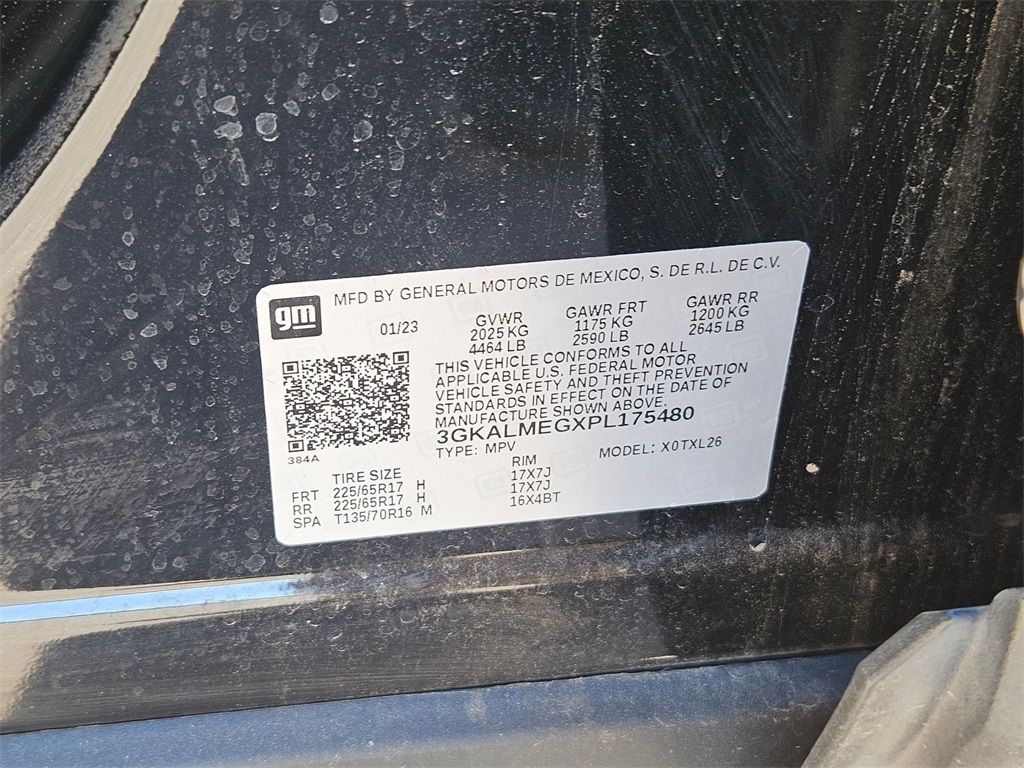 gm
MFD BY GENERAL MOTORS DE MEXICO, S. DE R.L. DE C.V.
01/23 GVWR GAWR FRT GAWR RR
2025 KG 1175 KG 1200 KG
4464 LB 2590 LB 2645 LB
THIS VEHICLE CONFORMS TO ALL
APPLICABLE U.S. FEDERAL MOTOR
VEHICLE SAFETY AND THEFT PREVENTION
STANDARDS IN EFFECT ON THE DATE OF
MANUFACTURE SHOWN ABOVE.
3GKALMEGXPL175480
384A
TYPE: MPV MODEL: X0TXL26
TIRE SIZE RIM
FRT 225/65R17 H 17X7J
RR 225/65R17 H 17X7J
SPA T135/70R16 M 16X4BT